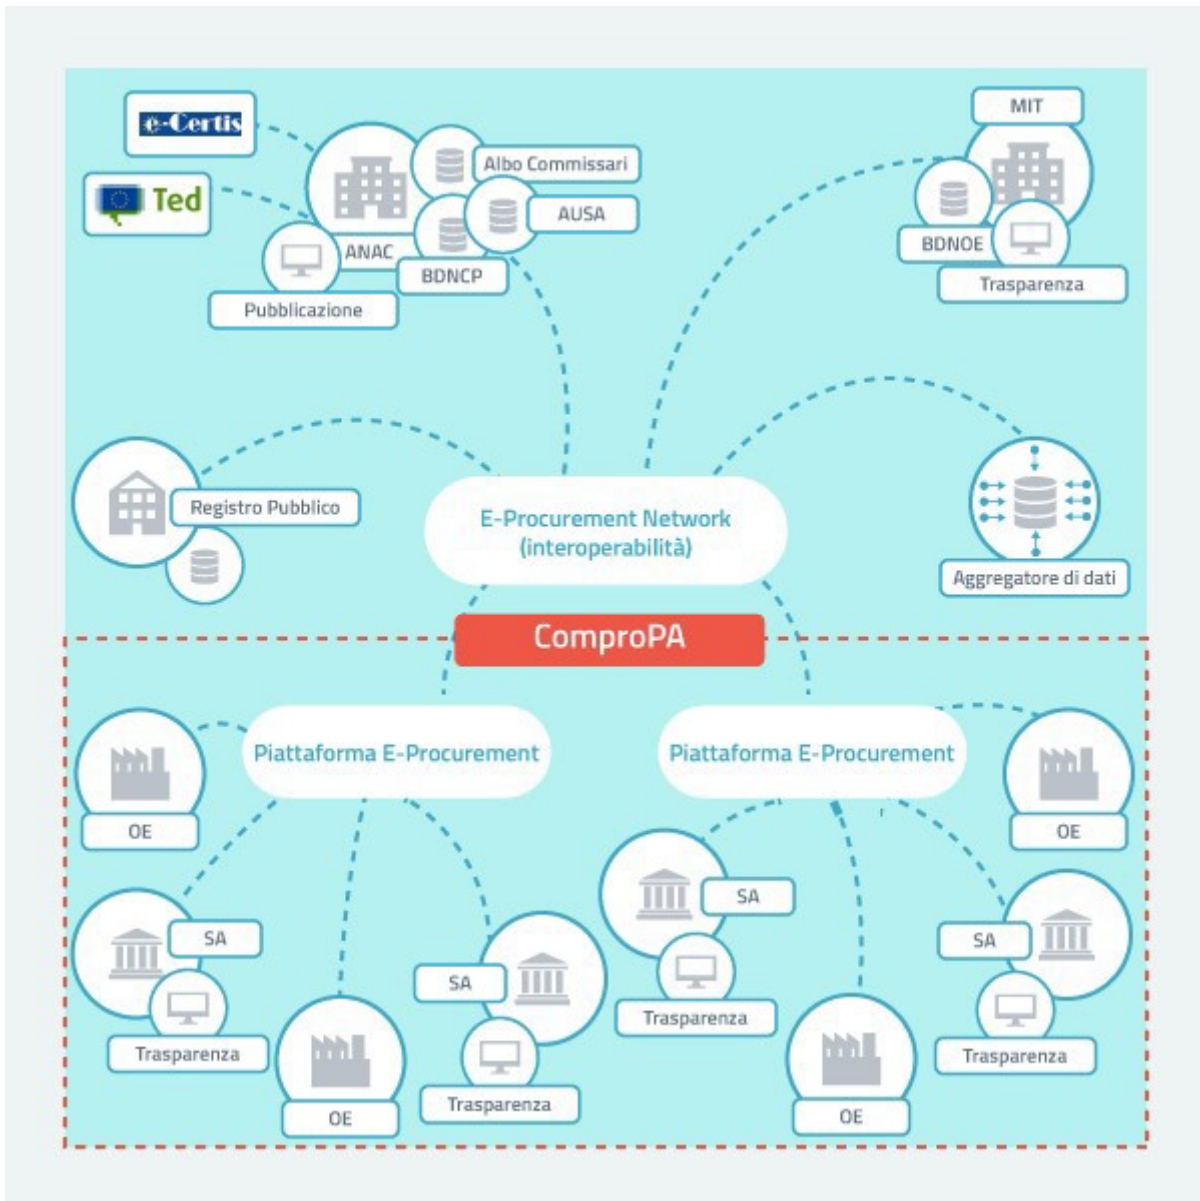 e-Certis
Ted
ANAC
Albo Commissari
AUSA
BDNCP
Pubblicazione
MIT
BDNOE
Trasparenza
Registro Pubblico
E-Procurement Network
(interoperabilità)
Aggregatore di dati
ComproPA
Piattaforma E-Procurement
Piattaforma E-Procurement
OE
OE
SA
SA
SA
SA
Trasparenza
Trasparenza
Trasparenza
Trasparenza
OE
OE